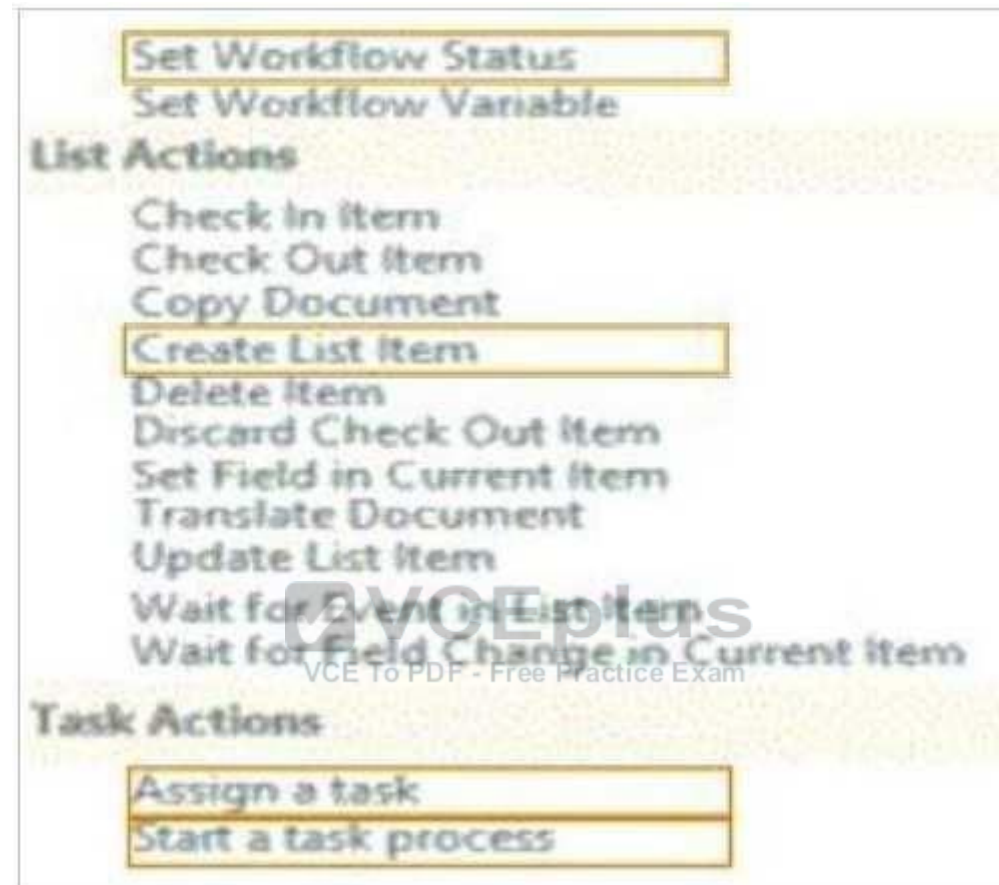 Set Workflow Status
Set Workflow Variable
List Actions
Check In Item
Check Out Item
Copy Document
Create List Item
Delete Item
Discard Check Out Item
Set Field in Current Item
Translate Document
Update List Item
Wait for Event in List Item
VCEplus
Wait for Field Change in Current Item
VCE To PDF - Free Practice Exam
Task Actions
Assign a task
Start a task process